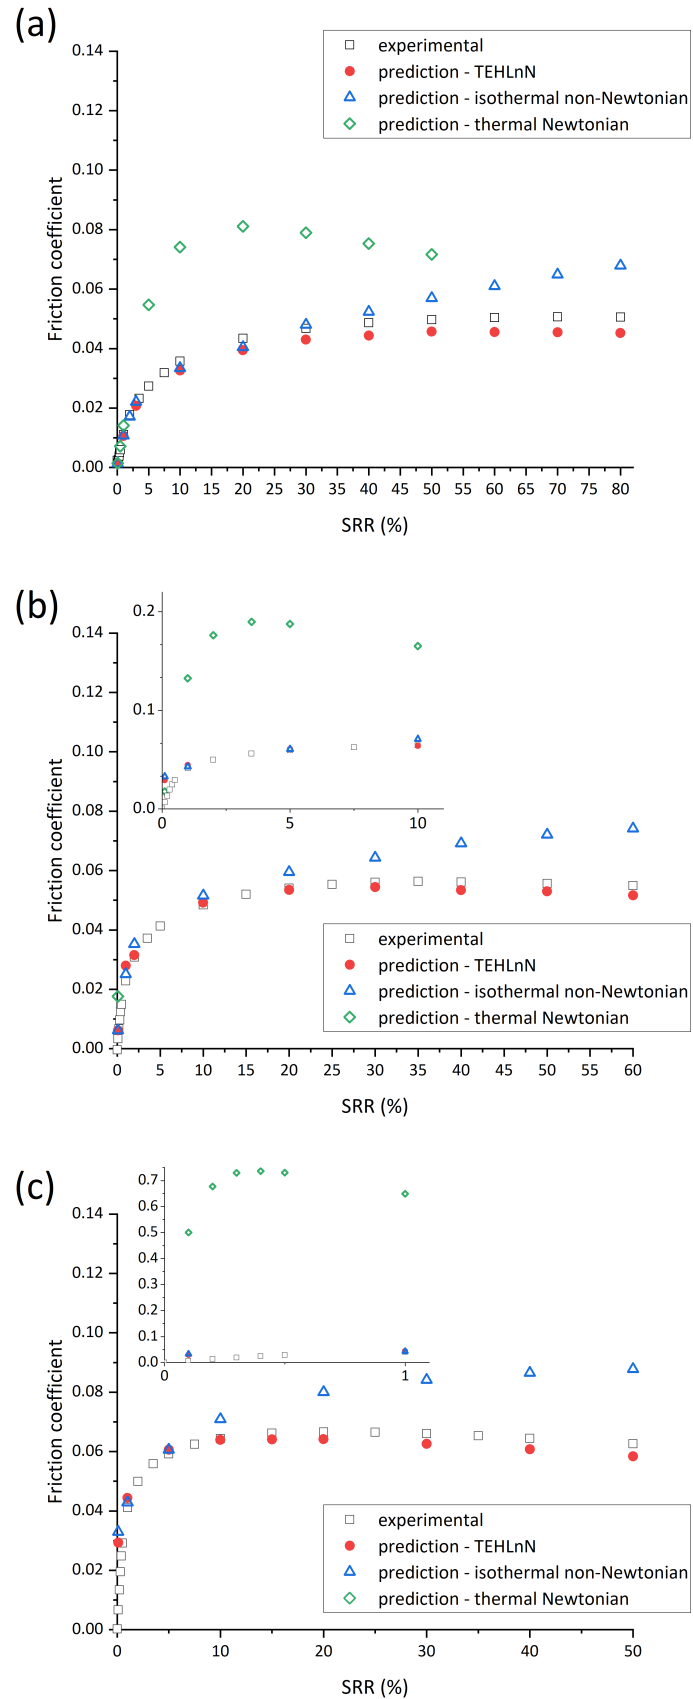 (a)
0.14
0.12
0.10
0.08
0.06
0.04
0.02
0.00
Friction coefficient
experimental
prediction - TEHLnN
prediction - isothermal non-Newtonian
prediction - thermal Newtonian
0 5 10 15 20 25 30 35 40 45 50 55 60 65 70 75 80
SRR (%)
(b)
0.14
0.12
0.10
0.08
0.06
0.04
0.02
0.00
Friction coefficient
0.2
0.1
0.0
0 5 10
experimental
prediction - TEHLnN
prediction - isothermal non-Newtonian
prediction - thermal Newtonian
0 5 10 15 20 25 30 35 40 45 50 55 60
SRR (%)
(c)
0.14
0.12
0.10
0.08
0.06
0.04
0.02
0.00
Friction coefficient
0.7
0.6
0.5
0.4
0.3
0.2
0.1
0.0
0 1
experimental
prediction - TEHLnN
prediction - isothermal non-Newtonian
prediction - thermal Newtonian
0 10 20 30 40 50
SRR (%)